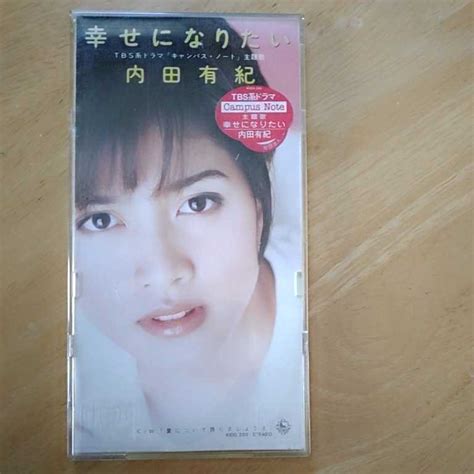 幸せになりたい
TBS系ドラマ「キャンパス・ノート」主題歌
内田有紀
TBS系ドラマ
Campus Note
主題歌
幸せになりたい
内田有紀